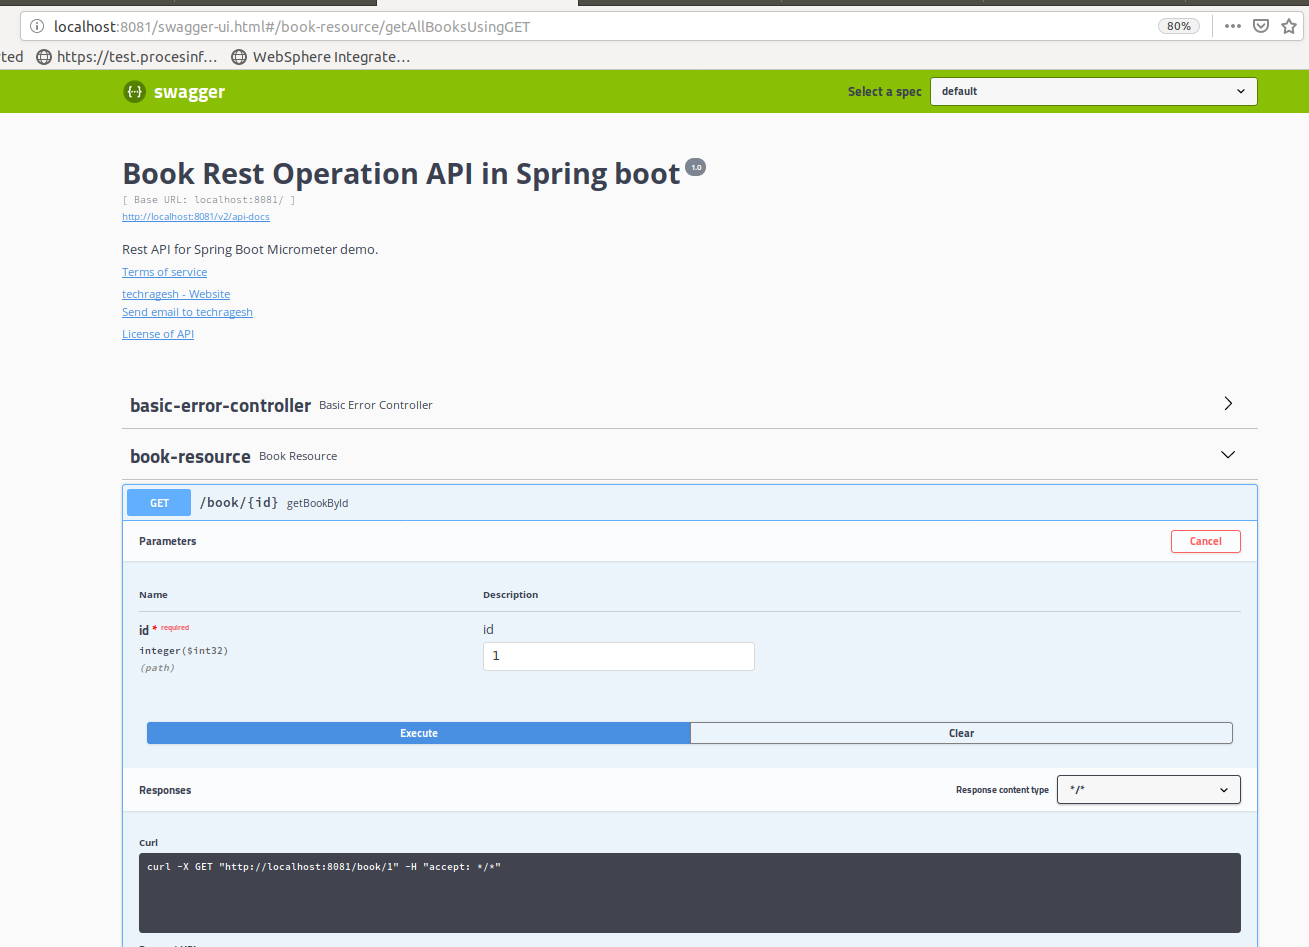 localhost:8081/swagger-ui.html#/book-resource/getAllBooksUsingGET
80%
ted https://test.procesinf… WebSphere Integrate…
swagger
Select a spec default
Book Rest Operation API in Spring boot 1.0
[ Base URL: localhost:8081/ ]
http://localhost:8081/v2/api-docs
Rest API for Spring Boot Micrometer demo.
Terms of service
techragesh - Website
Send email to techragesh
License of API
basic-error-controller Basic Error Controller
book-resource Book Resource
GET /book/{id} getBookById
Parameters Cancel
Name Description
id * required id
integer($int32) 1
(path)
Execute Clear
Responses Response content type */*
Curl
curl -X GET "http://localhost:8081/book/1" -H "accept: */*"